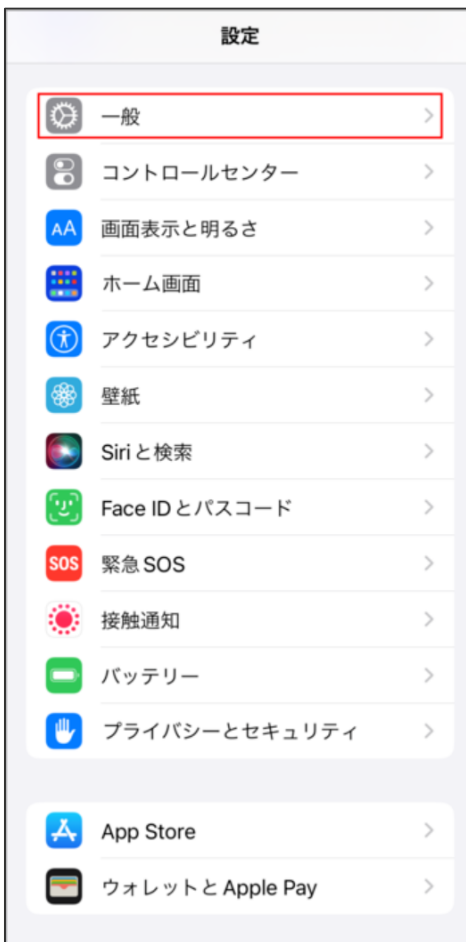 設定
一般
コントロールセンター
AA 画面表示と明るさ
ホーム画面
アクセシビリティ
壁紙
Siriと検索
Face IDとパスコード
SOS 緊急SOS
接触通知
バッテリー
プライバシーとセキュリティ
App Store
ウォレットとApple Pay